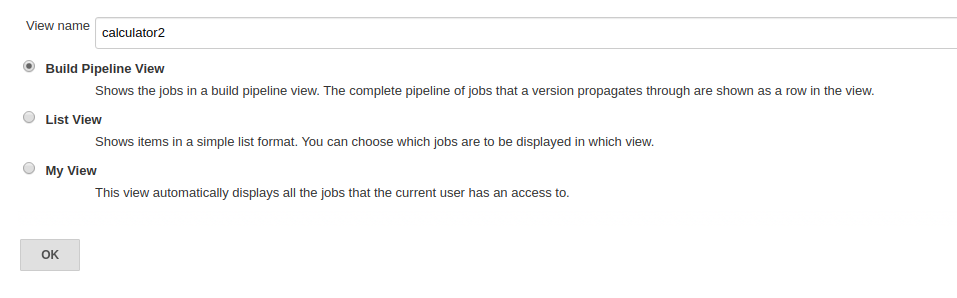 View name calculator2
Build Pipeline View
Shows the jobs in a build pipeline view. The complete pipeline of jobs that a version propagates through are shown as a row in the view.
List View
Shows items in a simple list format. You can choose which jobs are to be displayed in which view.
My View
This view automatically displays all the jobs that the current user has an access to.
OK